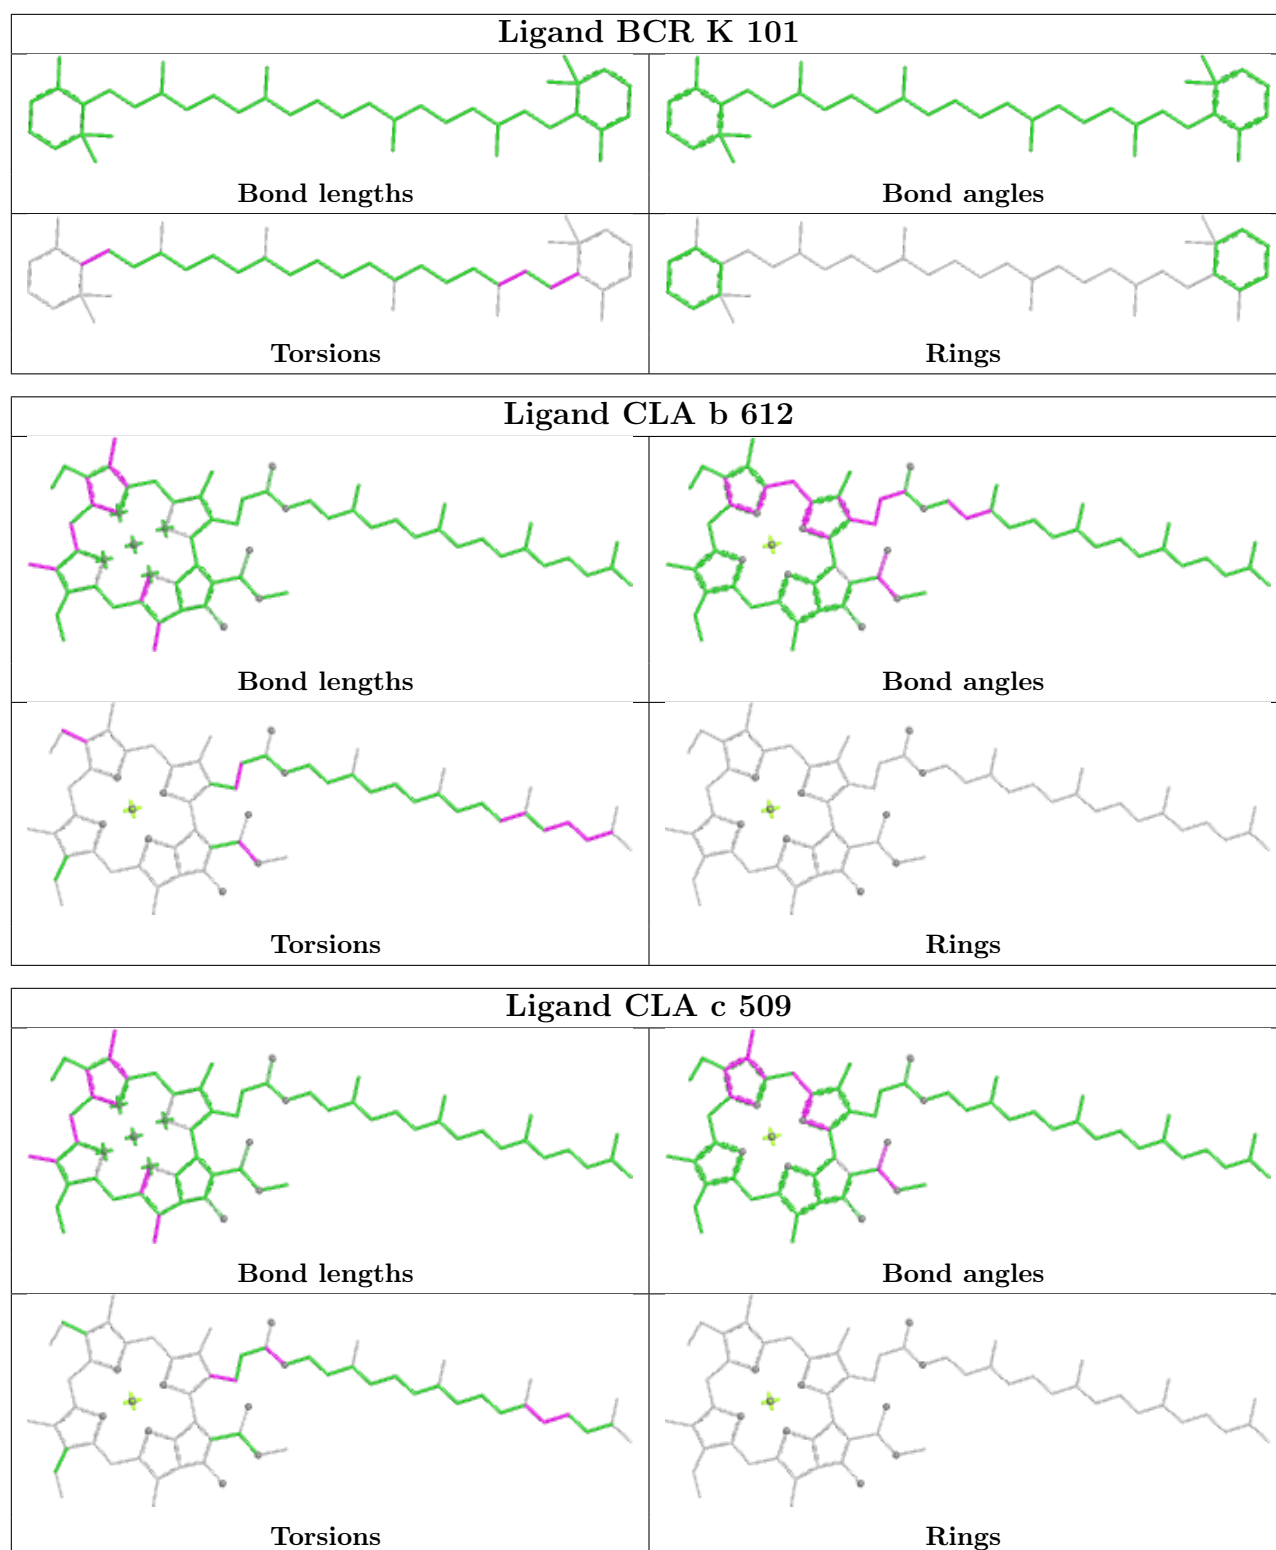 Ligand BCR K 101
Bond lengths
Bond angles
Torsions
Rings
Ligand CLA b 612
Bond lengths
Bond angles
Torsions
Rings
Ligand CLA c 509
Bond lengths
Bond angles
Torsions
Rings